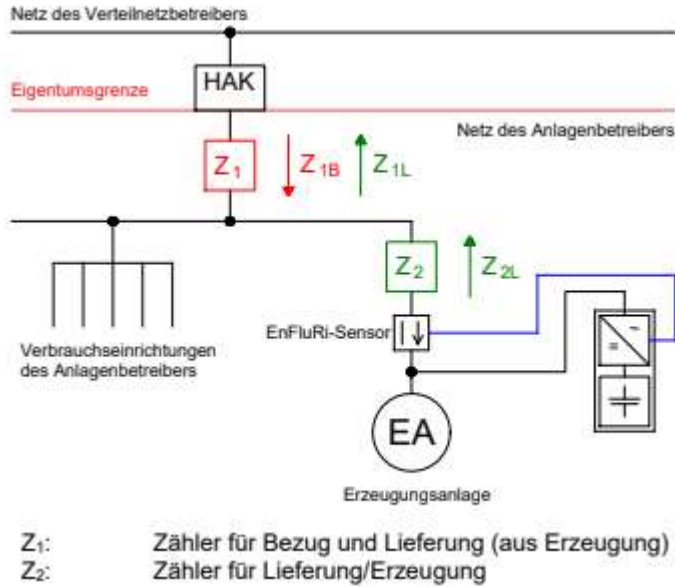 Netz des Verteilnetzbetreibers
HAK
Eigentumsgrenze
Netz des Anlagenbetreibers
Z₁
Z₁B
Z₁L
Z₂
Z₂L
EnFluRi-Sensor
~
=
Verbrauchseinrichtungen
des Anlagenbetreibers
EA
Erzeugungsanlage
Z₁: Zähler für Bezug und Lieferung (aus Erzeugung)
Z₂: Zähler für Lieferung/Erzeugung